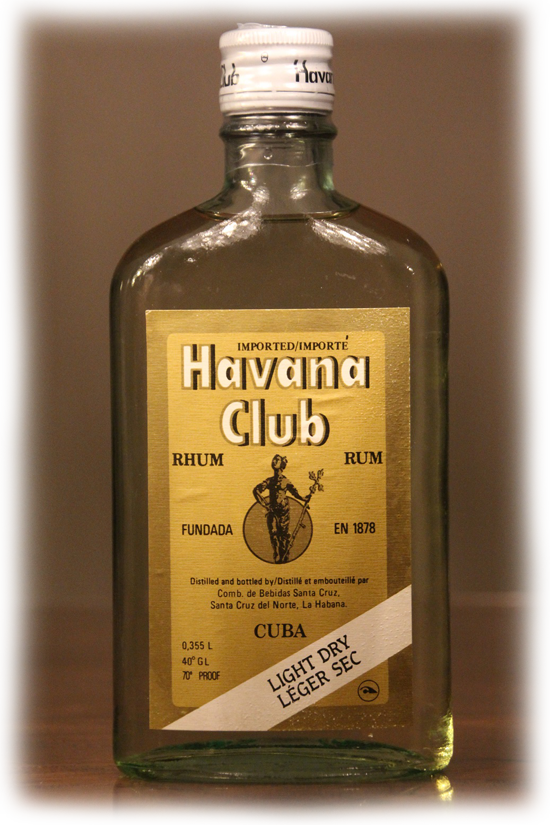 Club Havan
IMPORTED/IMPORTÉ
Havana
Club
RHUM RUM
FUNDADA EN 1878
Distilled and bottled by/Distillé et embouteillé par
Comb. de Bebidas Santa Cruz,
Santa Cruz del Norte, La Habana.
CUBA
0,355 L
40° G L
70° PROOF
LIGHT DRY
LÉGER SEC